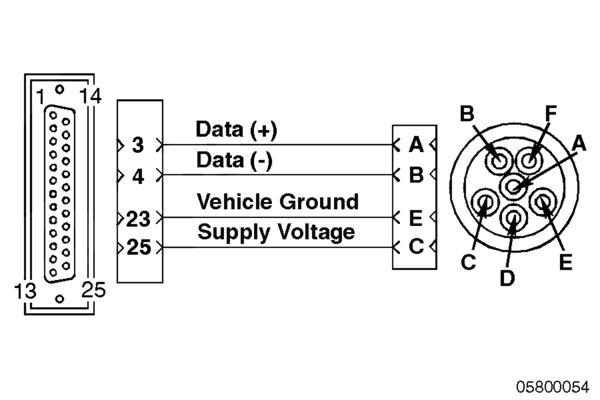 1 14
13 25
3 Data (+) A
4 Data (-) B
23 Vehicle Ground E
25 Supply Voltage C
B F
A
C E
D
05800054